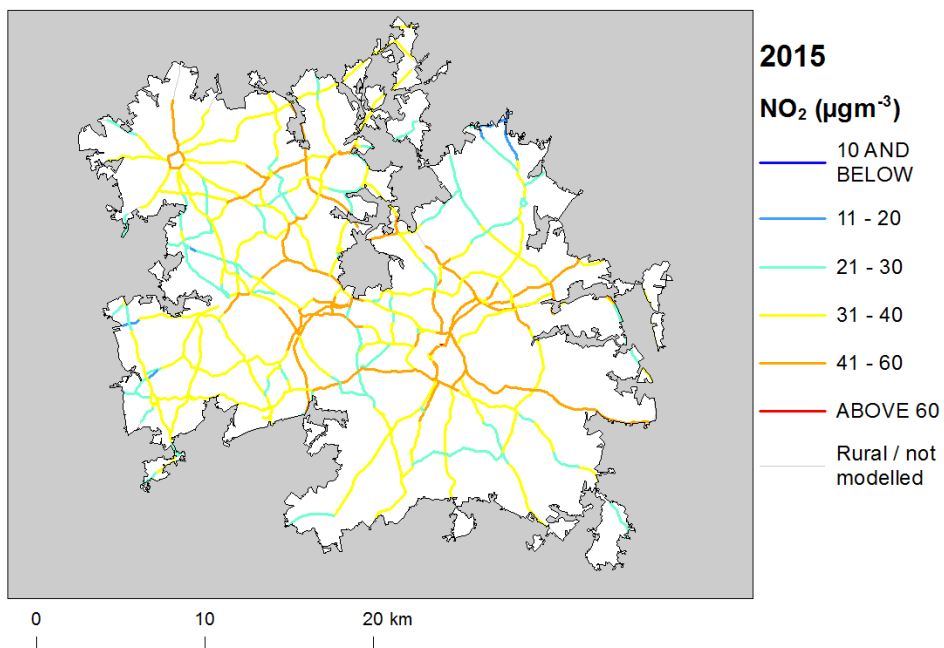 2015
NO₂ (µgm⁻³)
10 AND
BELOW
11 - 20
21 - 30
31 - 40
41 - 60
ABOVE 60
Rural / not
modelled
0 10 20 km